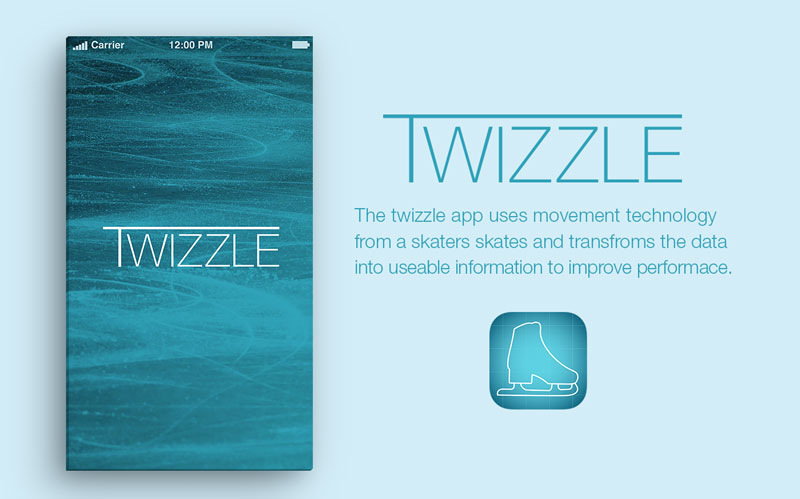 Carrier 12:00 PM
TWIZZLE
TWIZZLE
The twizzle app uses movement technology
from a skaters skates and transfroms the data
into useable information to improve performace.